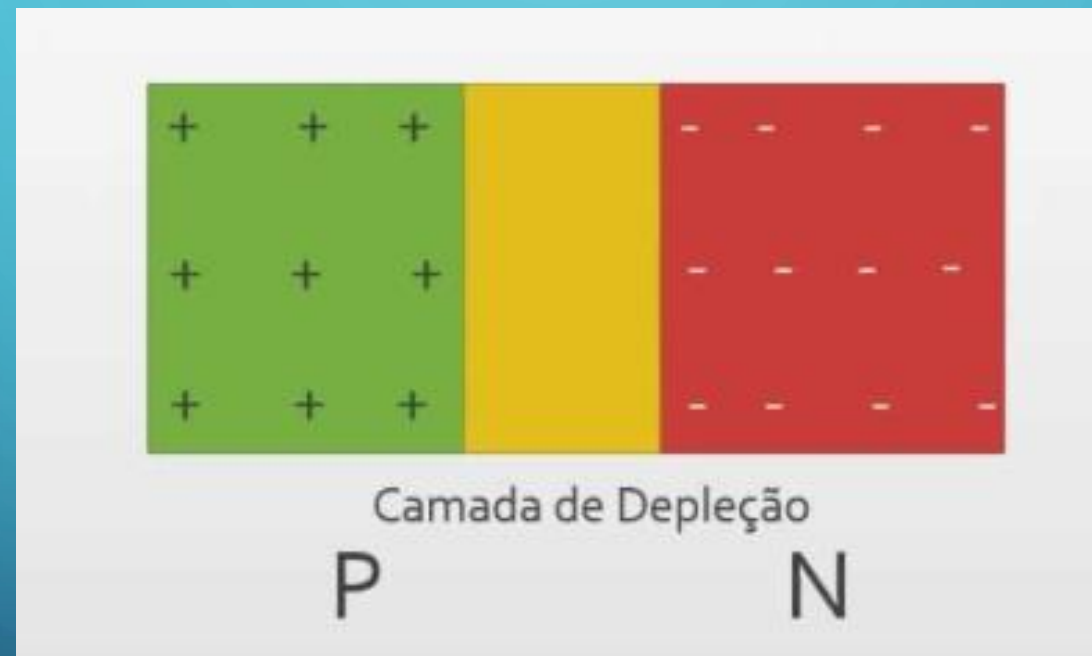 + + + - - - -
+ + + - - - -
+ + + - - - -
Camada de Depleção
P N